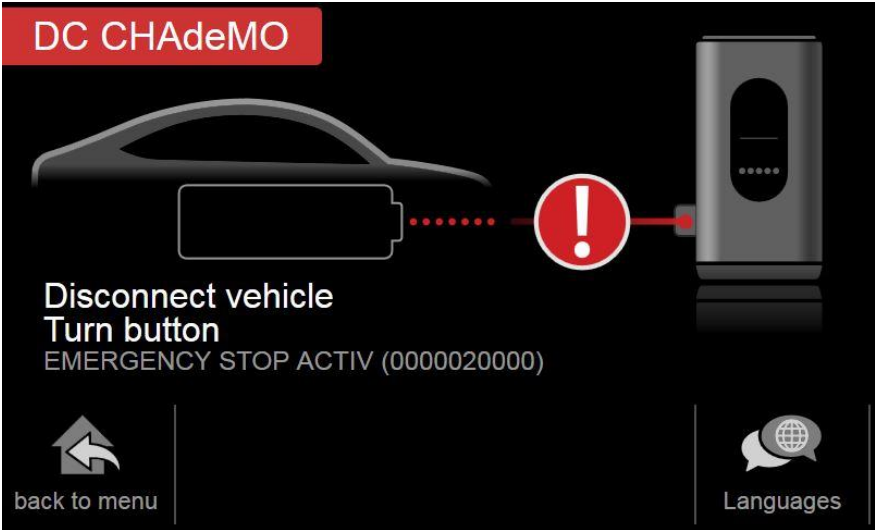 DC CHAdeMO
Disconnect vehicle
Turn button
EMERGENCY STOP ACTIV (0000020000)
back to menu
Languages